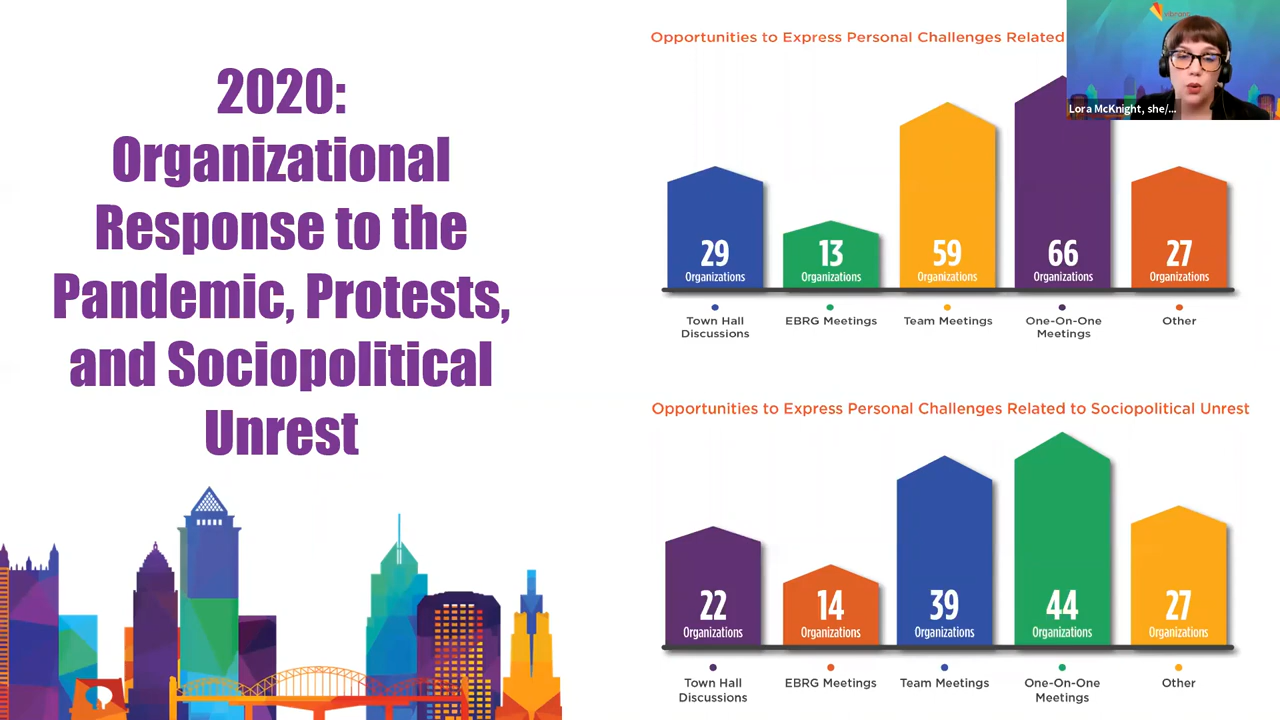 2020:
Organizational
Response to the
Pandemic, Protests,
and Sociopolitical
Unrest
Opportunities to Express Personal Challenges Related
29
Organizations
13
Organizations
59
Organizations
66
Organizations
27
Organizations
Town Hall
Discussions
EBRG Meetings
Team Meetings
One-On-One
Meetings
Other
Lora McKnight, she/...
Opportunities to Express Personal Challenges Related to Sociopolitical Unrest
22
Organizations
14
Organizations
39
Organizations
44
Organizations
27
Organizations
Town Hall
Discussions
EBRG Meetings
Team Meetings
One-On-One
Meetings
Other